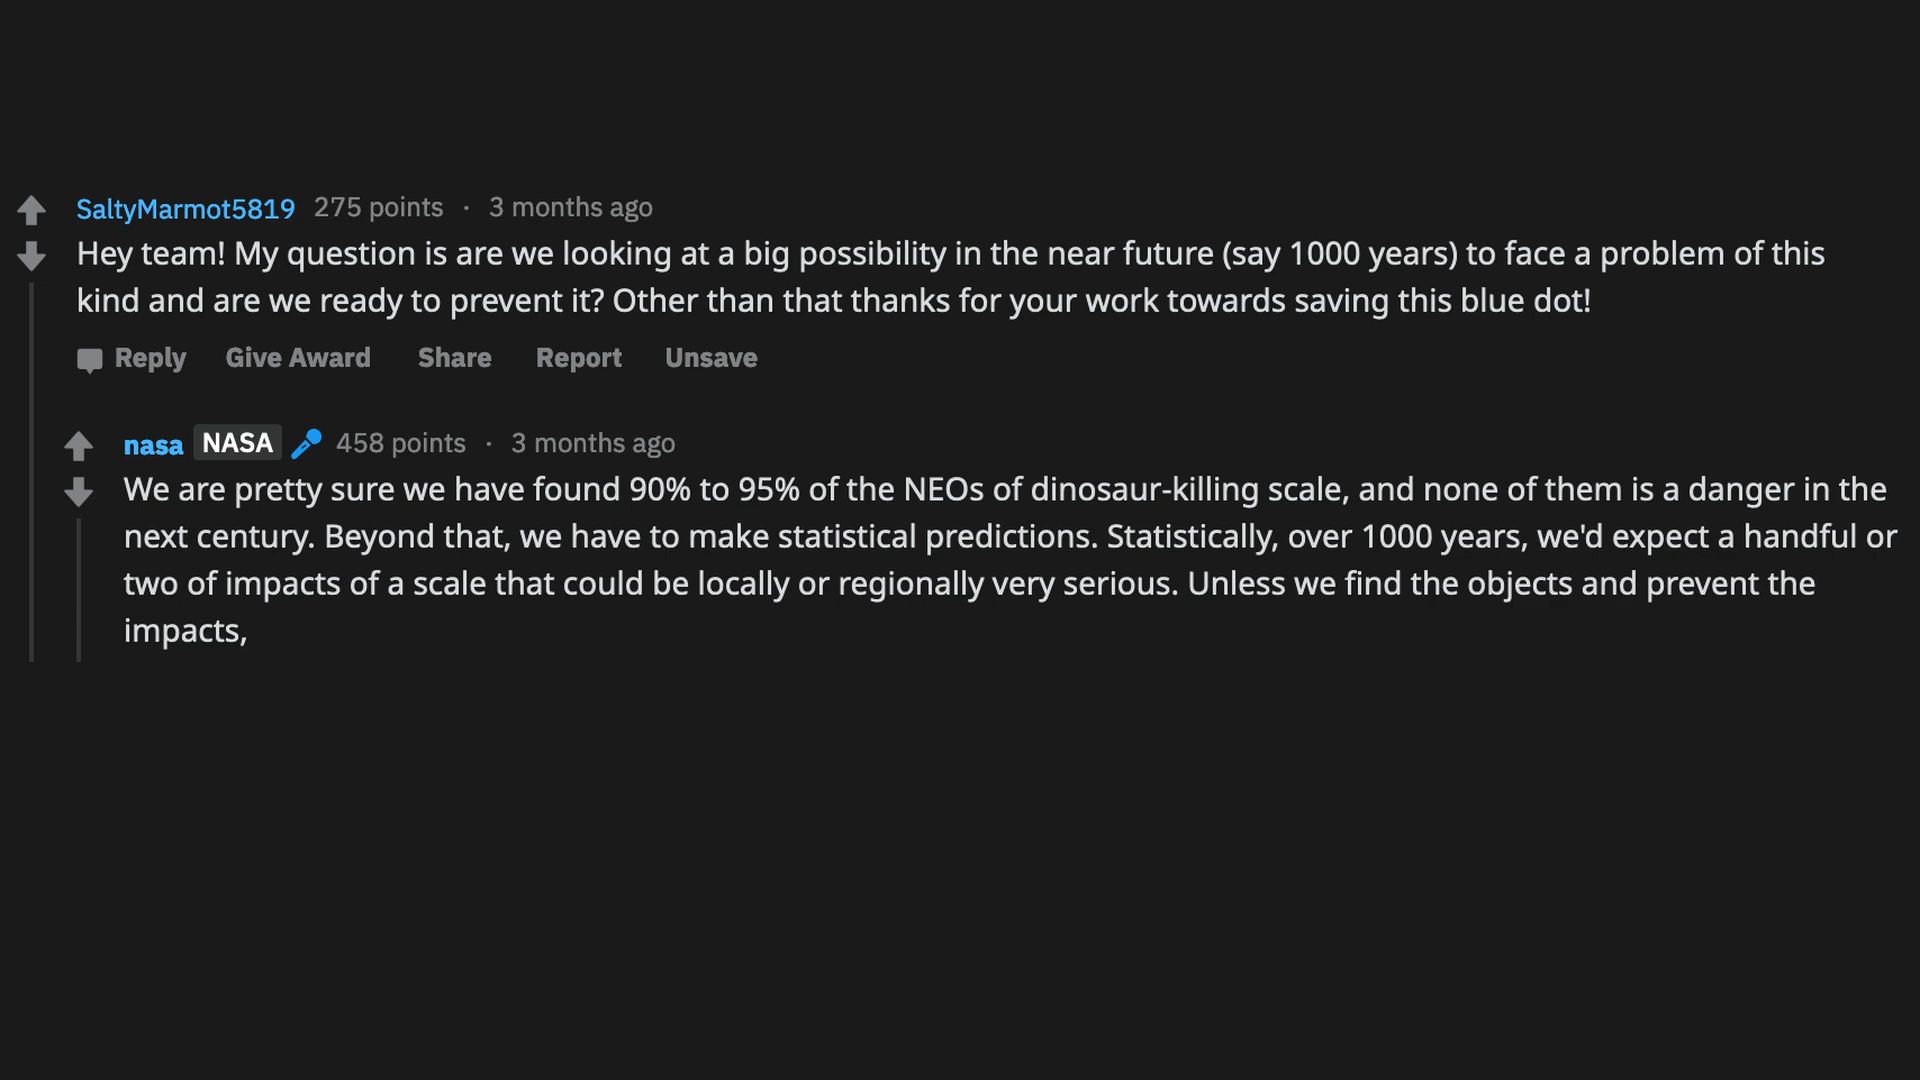 SaltyMarmot5819 275 points · 3 months ago
Hey team! My question is are we looking at a big possibility in the near future (say 1000 years) to face a problem of this
kind and are we ready to prevent it? Other than that thanks for your work towards saving this blue dot!
Reply Give Award Share Report Unsave
nasa NASA 458 points · 3 months ago
We are pretty sure we have found 90% to 95% of the NEOs of dinosaur-killing scale, and none of them is a danger in the
next century. Beyond that, we have to make statistical predictions. Statistically, over 1000 years, we'd expect a handful or
two of impacts of a scale that could be locally or regionally very serious. Unless we find the objects and prevent the
impacts,